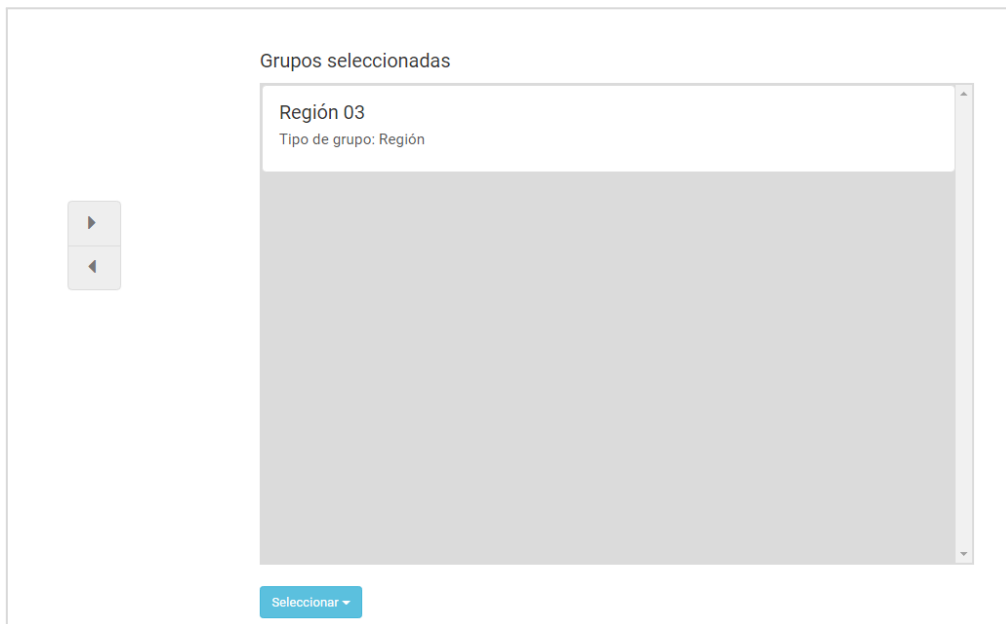 Grupos seleccionadas
Región 03
Tipo de grupo: Región
Seleccionar